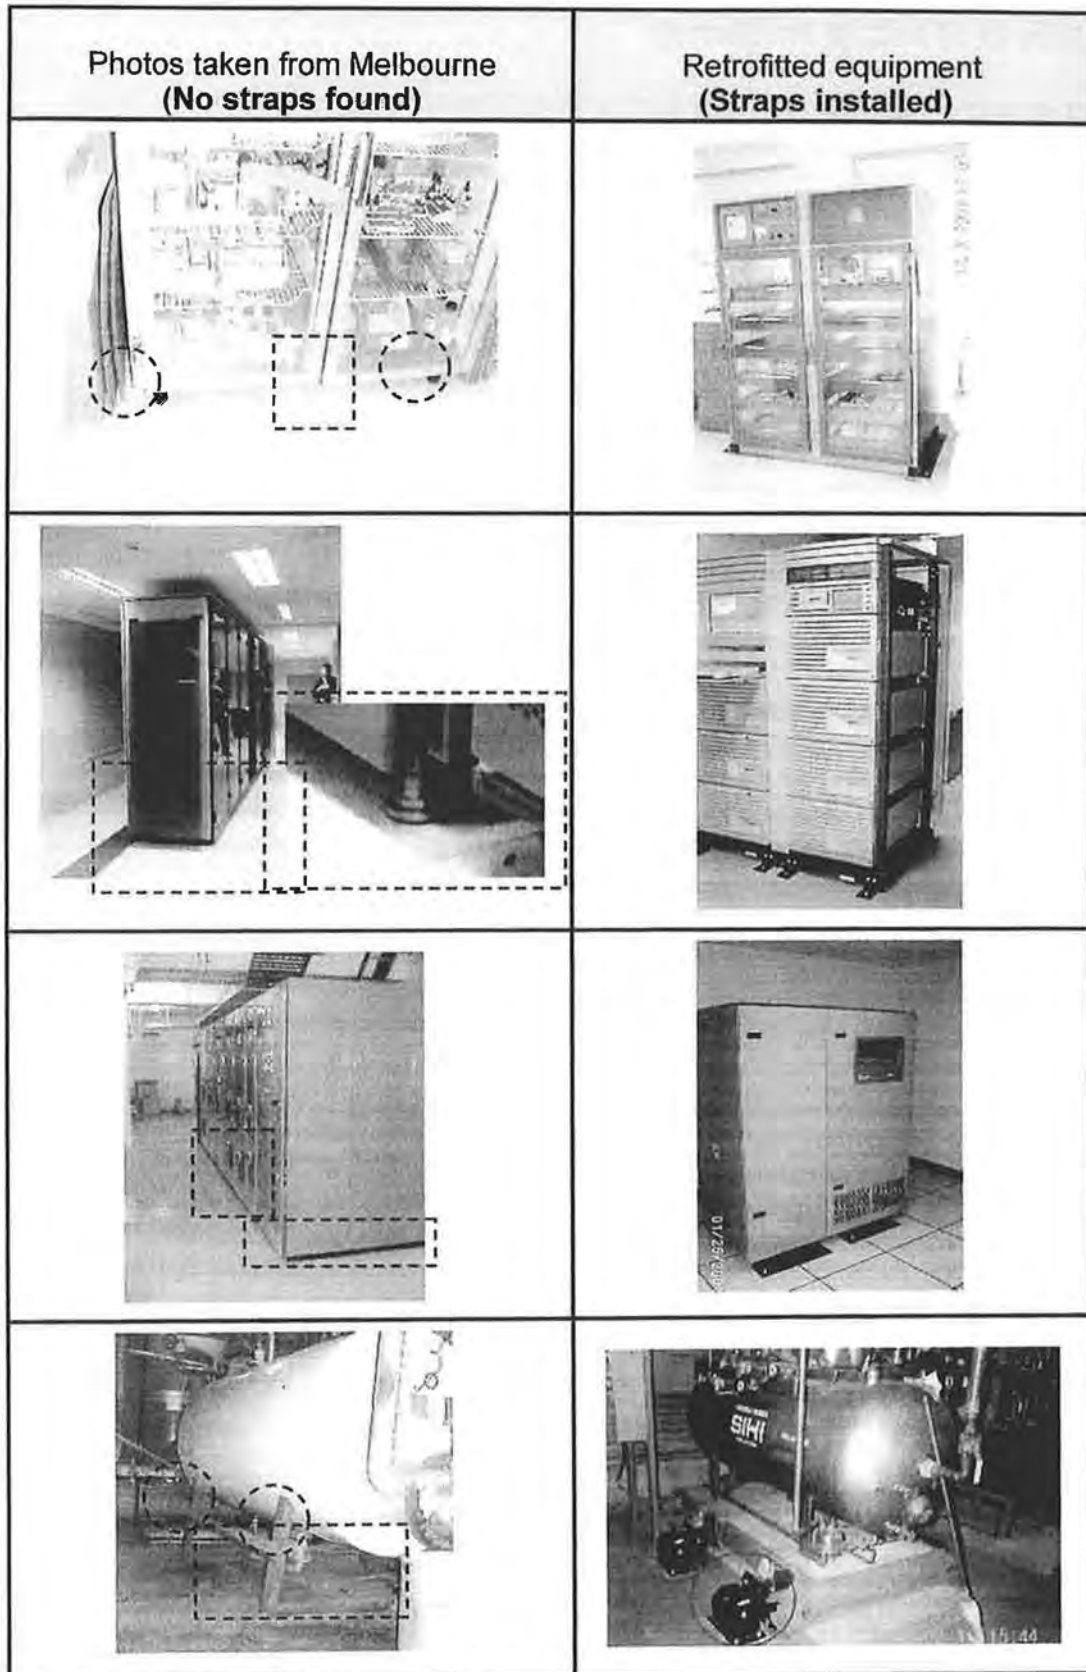 Photos taken from Melbourne
(No straps found)
Retrofitted equipment
(Straps installed)
SIHI